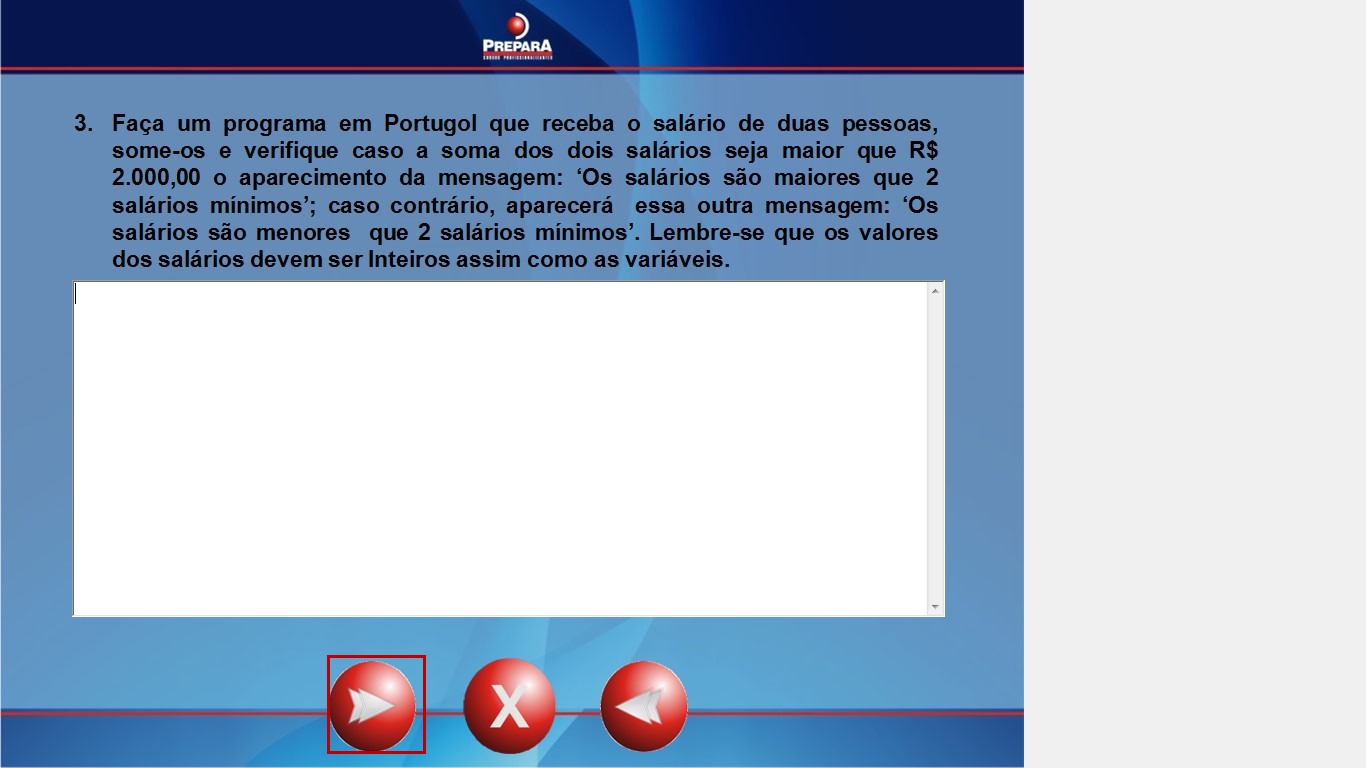 PREPARA
CURSOS PROFISSIONALIZANTES
3. Faça um programa em Portugol que receba o salário de duas pessoas,
some-os e verifique caso a soma dos dois salários seja maior que R$
2.000,00 o aparecimento da mensagem: ‘Os salários são maiores que 2
salários mínimos’; caso contrário, aparecerá  essa outra mensagem: ‘Os
salários são menores  que 2 salários mínimos’. Lembre-se que os valores
dos salários devem ser Inteiros assim como as variáveis.
X